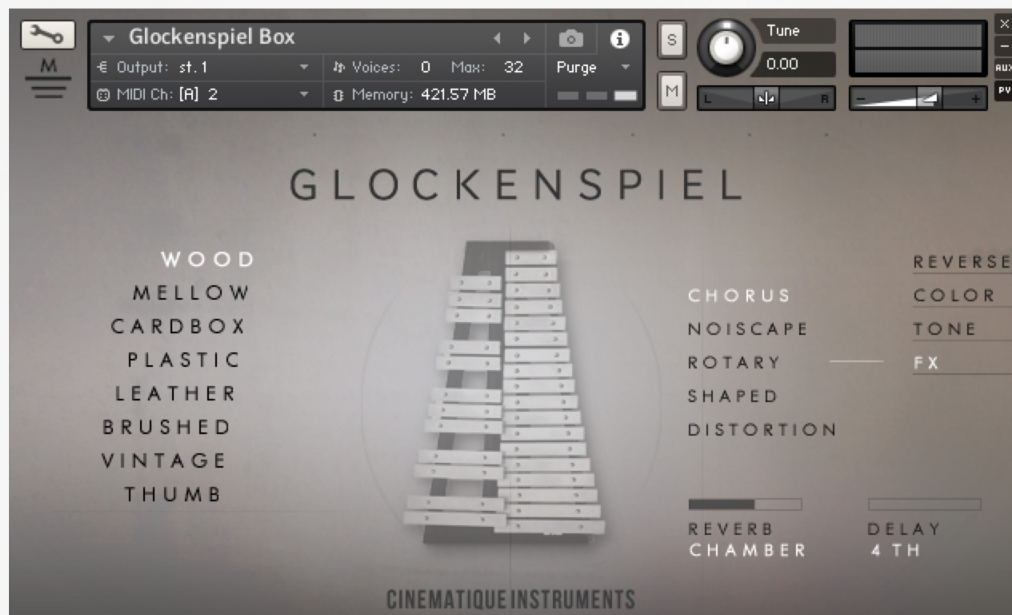 Glockenspiel Box
S
Tune
×
–
M
Output: st.1
Voices: 0 Max: 32
Purge
0.00
AUX
MIDI Ch: [A] 2
Memory: 421.57 MB
M
L
R
– +
PV
GLOCKENSPIEL
WOOD
MELLOW
CARDBOX
PLASTIC
LEATHER
BRUSHED
VINTAGE
THUMB
CHORUS
NOISCAPE
ROTARY
SHAPED
DISTORTION
REVERSE
COLOR
TONE
FX
REVERB
CHAMBER
DELAY
4 TH
CINEMATIQUE INSTRUMENTS